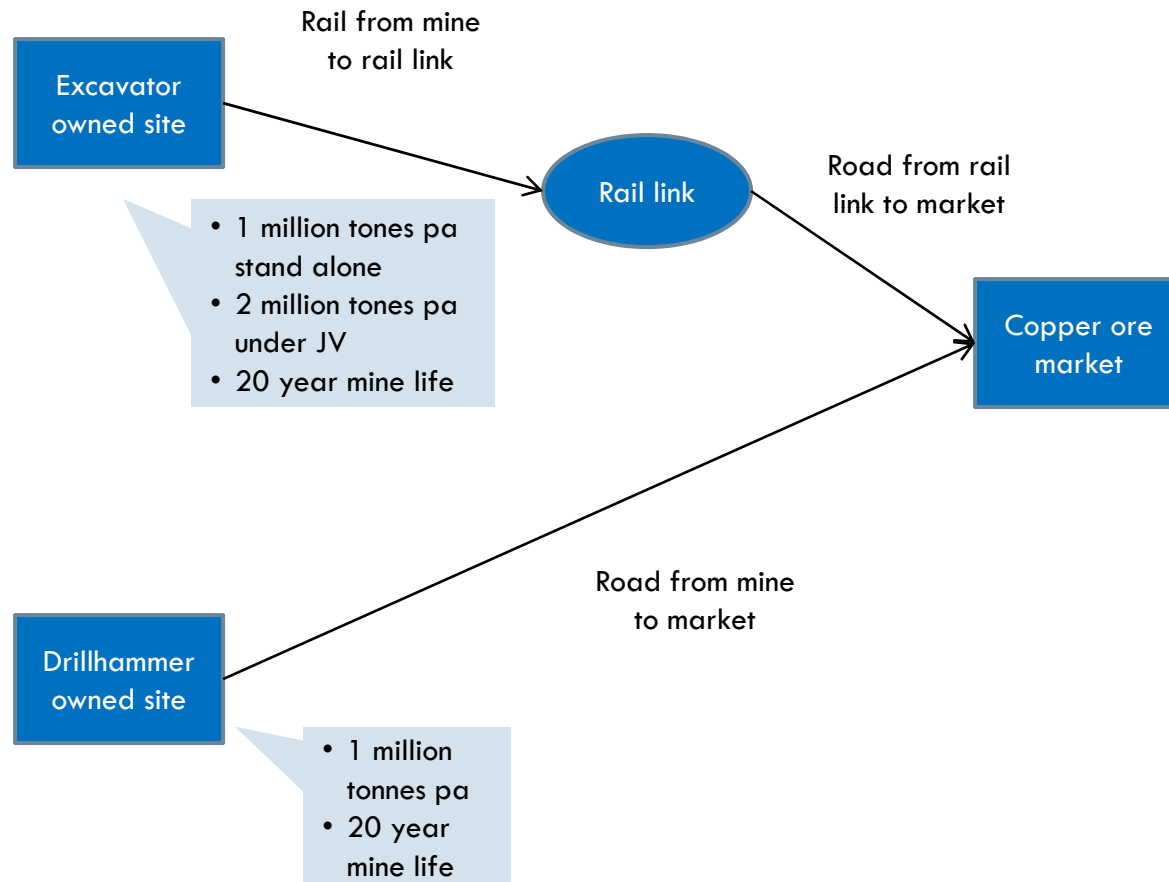 Rail from mine
to rail link
Excavator
owned site
Rail link
Road from rail
link to market
• 1 million tones pa
stand alone
• 2 million tones pa
under JV
• 20 year mine life
Copper ore
market
Road from mine
to market
Drillhammer
owned site
• 1 million
tonnes pa
• 20 year
mine life